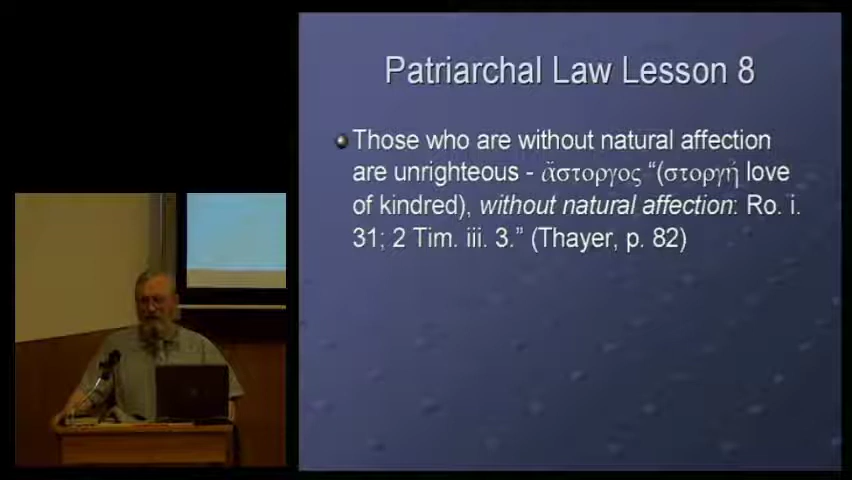 Patriarchal Law Lesson 8
Those who are without natural affection
are unrighteous - ἄστοργος “(στοργή love
of kindred), without natural affection: Ro. i.
31; 2 Tim. iii. 3.” (Thayer, p. 82)